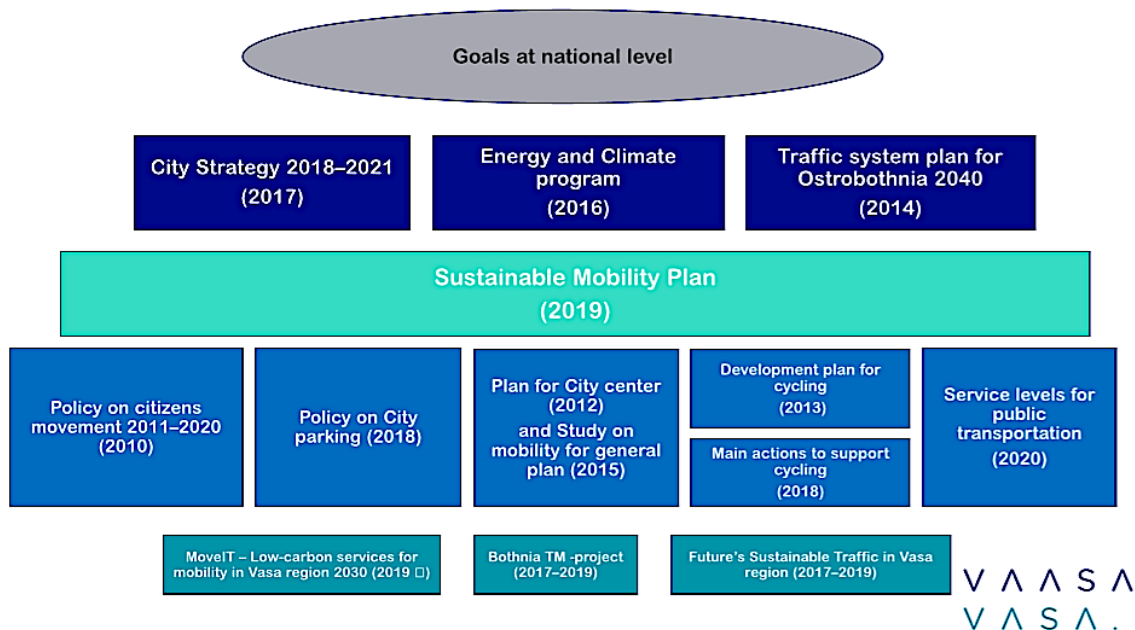 Goals at national level
City Strategy 2018–2021
(2017)
Energy and Climate
program
(2016)
Traffic system plan for
Ostrobothnia 2040
(2014)
Sustainable Mobility Plan
(2019)
Policy on citizens
movement 2011–2020
(2010)
Policy on City
parking (2018)
Plan for City center
(2012)
and Study on
mobility for general
plan (2015)
Development plan for
cycling
(2013)
Main actions to support
cycling
(2018)
Service levels for
public
transportation
(2020)
MoveIT – Low-carbon services for
mobility in Vasa region 2030 (2019 □)
Bothnia TM -project
(2017–2019)
Future's Sustainable Traffic in Vasa
region (2017–2019)
VAASA
VASA.